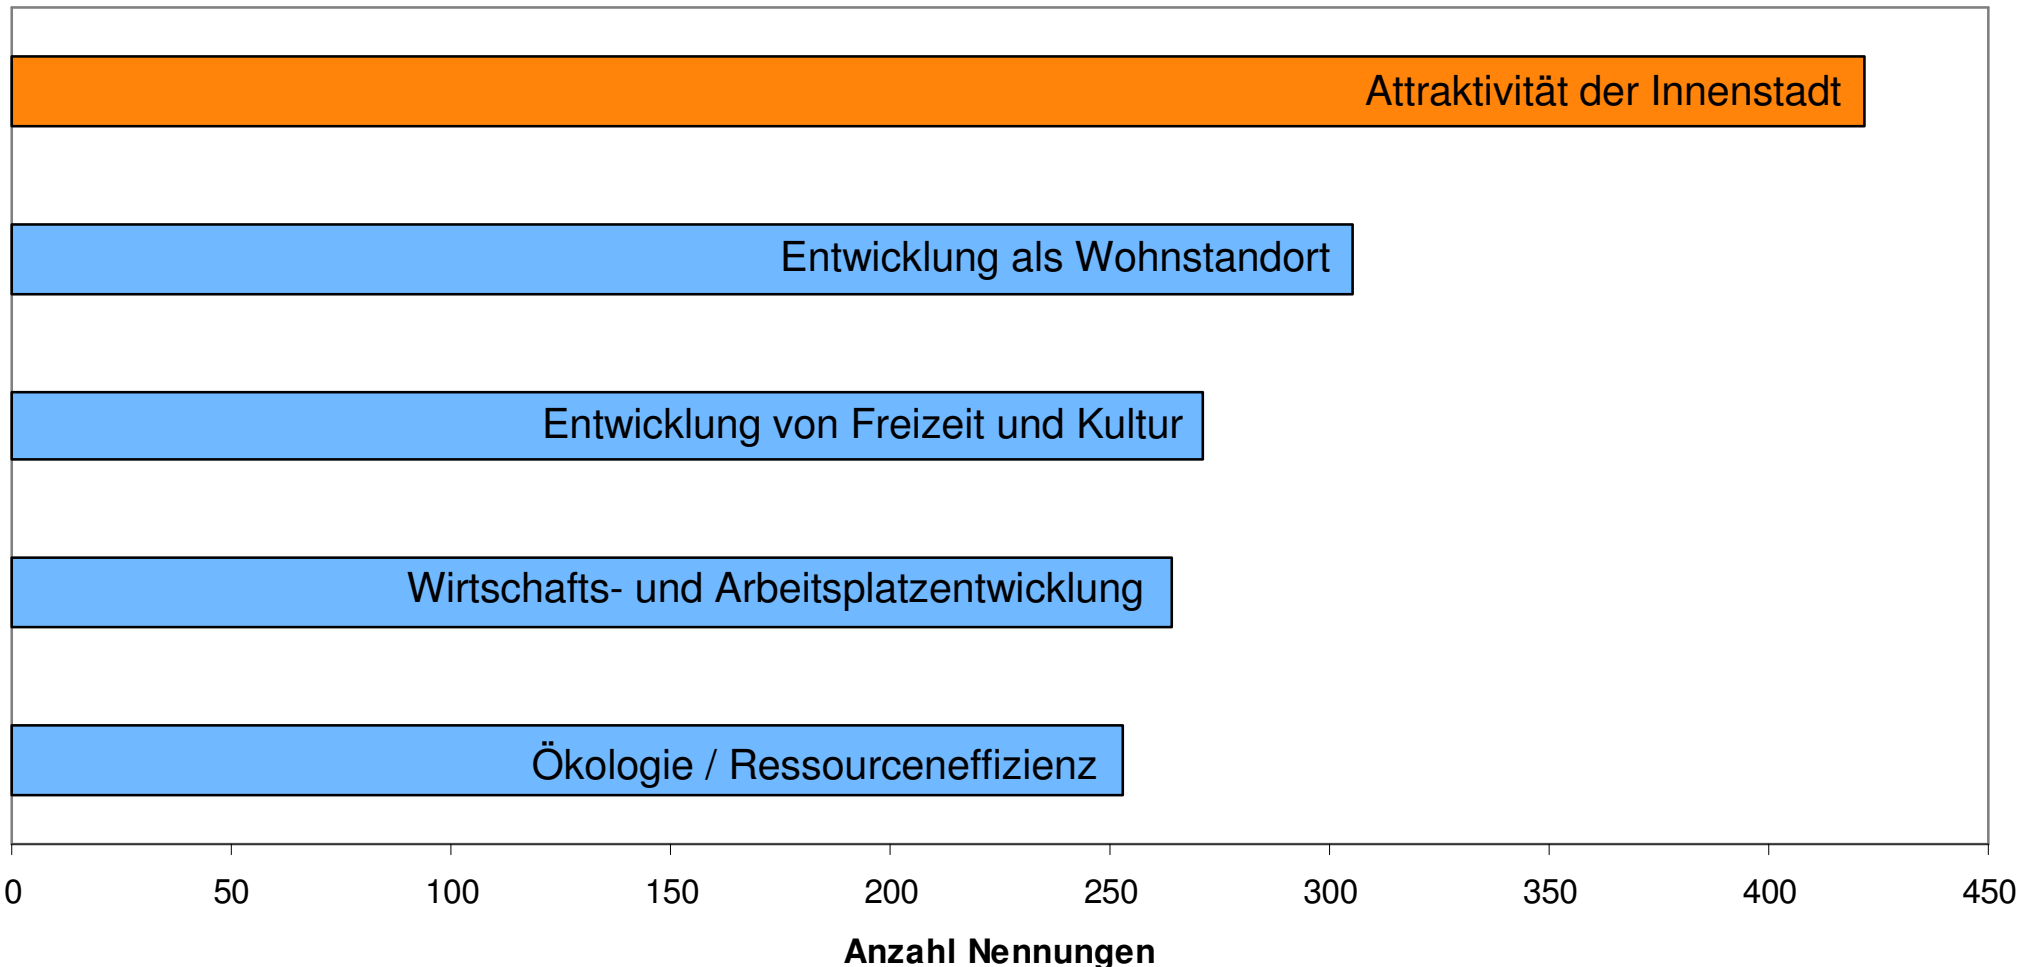 Attraktivität der Innenstadt
Entwicklung als Wohnstandort
Entwicklung von Freizeit und Kultur
Wirtschafts- und Arbeitsplatzentwicklung
Ökologie / Ressourceneffizienz
0 50 100 150 200 250 300 350 400 450
Anzahl Nennungen